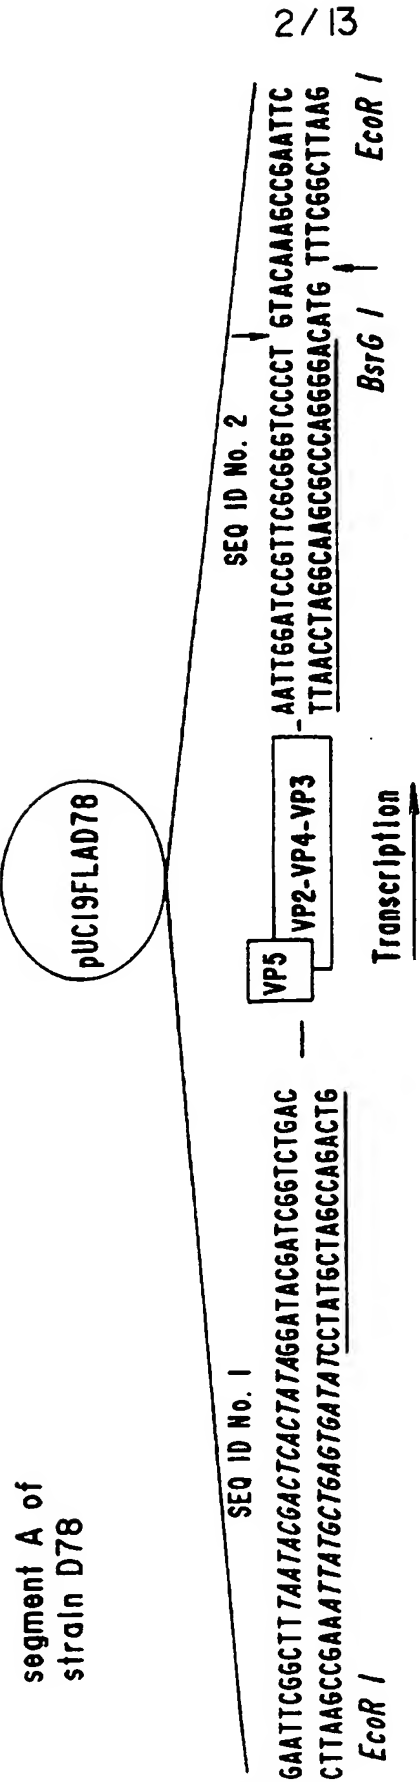 2/13
segment A of
strain D78
pUC19FLAD78
SEQ ID No. 1
SEQ ID No. 2
GAATTCGGCTTTAATACGACTCACTATAGGATACGATCGGTCTGAC
CTTAAGCCGAAATTATGCTGAGTGATATCCTATGCTAGCCAGACTG
VP5
VP2-VP4-VP3
AATTGGATCCGTTCGCGGGTCCCCT GTACAAAGCCGAATTC
TTAACCTAGGCAAGCGCCCAGGGGACATG TTTCGGCTTAAG
EcoR I
BsrG I
EcoR I
Transcription